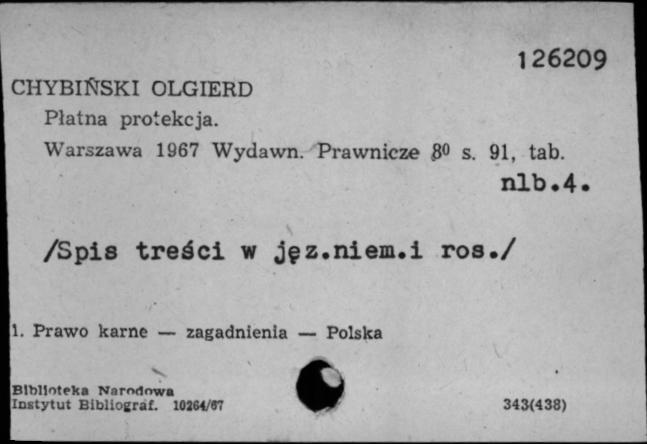 126209
CHYBIŃSKI OLGIERD
Płatna protekcja.
Warszawa 1967 Wydawn. Prawnicze 8⁰ s. 91, tab.
nlb.4.
/Spis treści w jęz.niem.i ros./
1. Prawo karne — zagadnienia — Polska
Biblioteka Narodowa
Instytut Bibliograf. 10264/67
343(438)